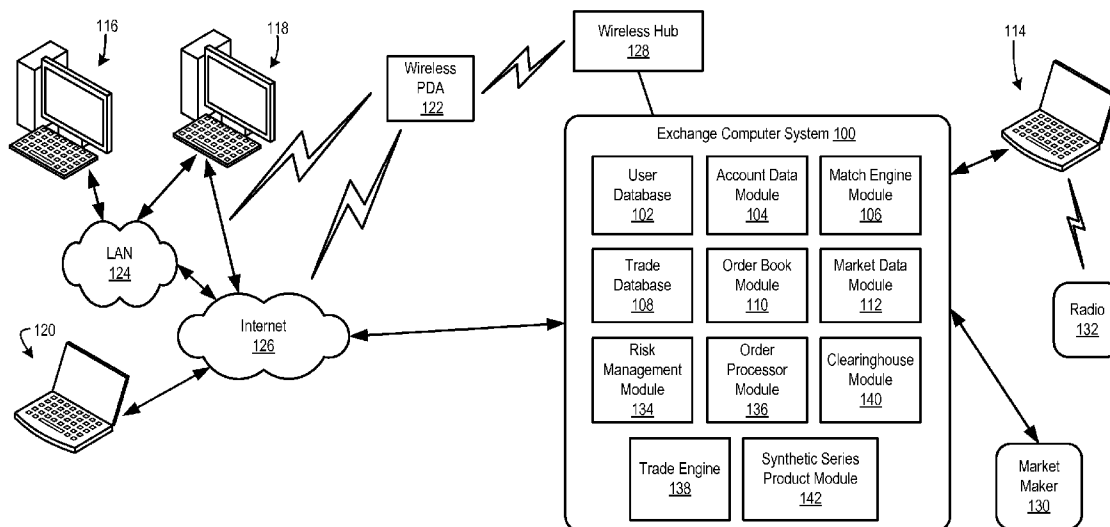 116
118
Wireless
PDA
122
Wireless Hub
128
114
Exchange Computer System 100
User
Database
102
Account Data
Module
104
Match Engine
Module
106
LAN
124
Trade
Database
108
Order Book
Module
110
Market Data
Module
112
Radio
132
120
Internet
126
Risk
Management
Module
134
Order
Processor
Module
136
Clearinghouse
Module
140
Trade Engine
138
Synthetic Series
Product Module
142
Market
Maker
130